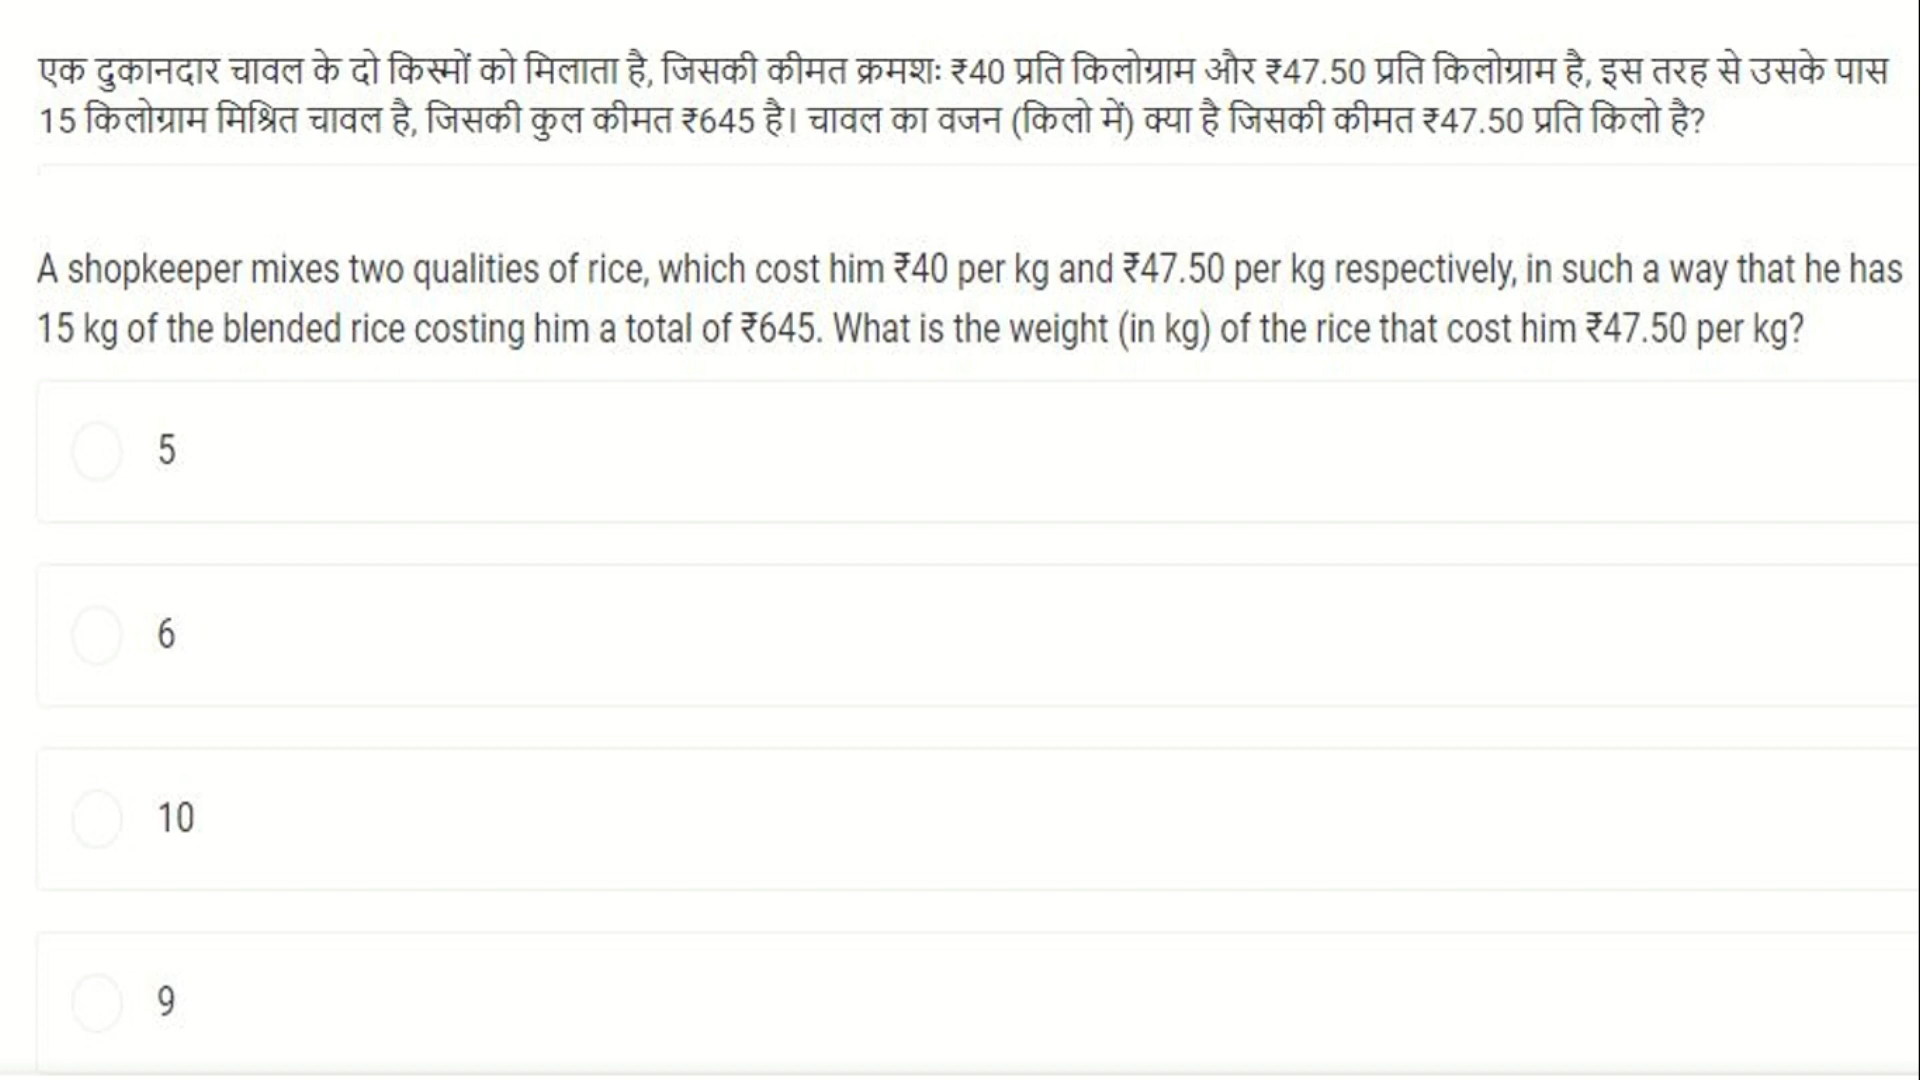 एक दुकानदार चावल के दो किस्मों को मिलाता है, जिसकी कीमत क्रमशः ₹40 प्रति किलोग्राम और ₹47.50 प्रति किलोग्राम है, इस तरह से उसके पास
15 किलोग्राम मिश्रित चावल है, जिसकी कुल कीमत ₹645 है। चावल का वजन (किलो में) क्या है जिसकी कीमत ₹47.50 प्रति किलो है?
A shopkeeper mixes two qualities of rice, which cost him ₹40 per kg and ₹47.50 per kg respectively, in such a way that he has
15 kg of the blended rice costing him a total of ₹645. What is the weight (in kg) of the rice that cost him ₹47.50 per kg?
5
6
10
9